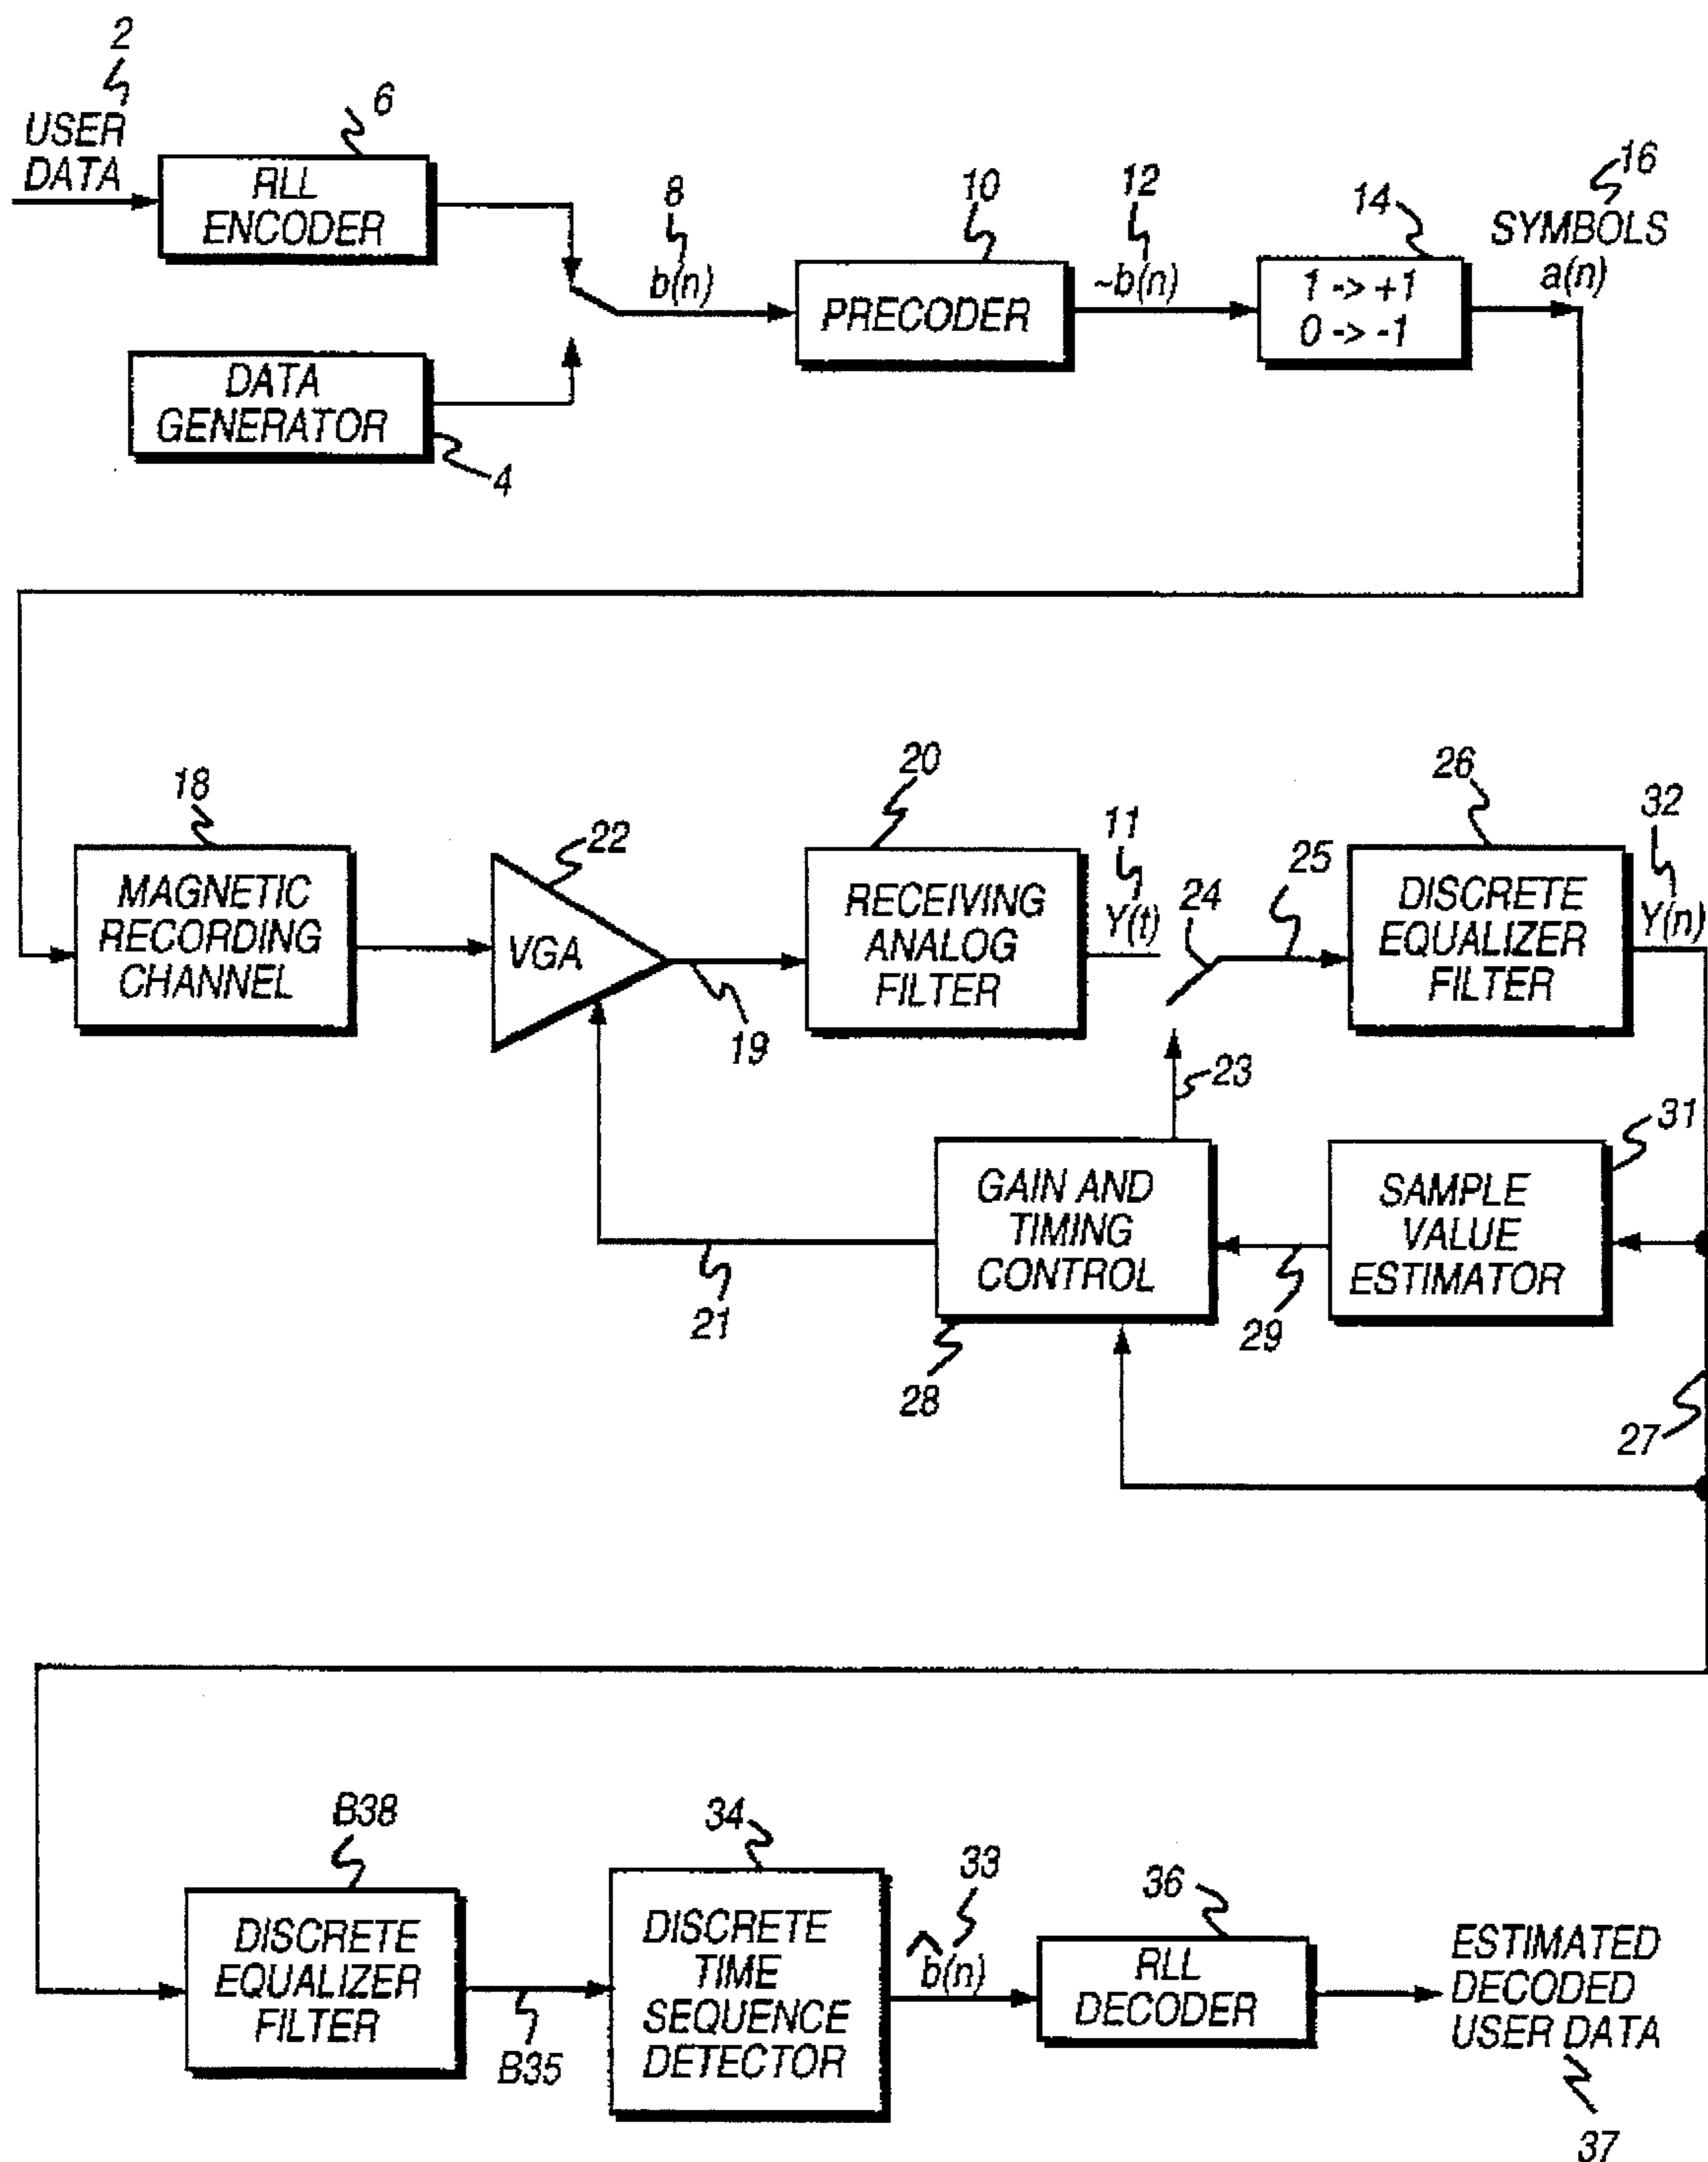 2
USER
DATA
6
RLL
ENCODER
DATA
GENERATOR
4
8
b(n)
10
PRECODER
12
~b(n)
14
1 -> +1
0 -> -1
16
SYMBOLS
a(n)
18
MAGNETIC
RECORDING
CHANNEL
22
VGA
19
20
RECEIVING
ANALOG
FILTER
11
Y(t)
24
25
26
DISCRETE
EQUALIZER
FILTER
32
Y(n)
23
21
GAIN AND
TIMING
CONTROL
28
29
SAMPLE
VALUE
ESTIMATOR
31
27
B38
DISCRETE
EQUALIZER
FILTER
B35
34
DISCRETE
TIME
SEQUENCE
DETECTOR
33
b̂(n)
36
RLL
DECODER
ESTIMATED
DECODED
USER DATA
37